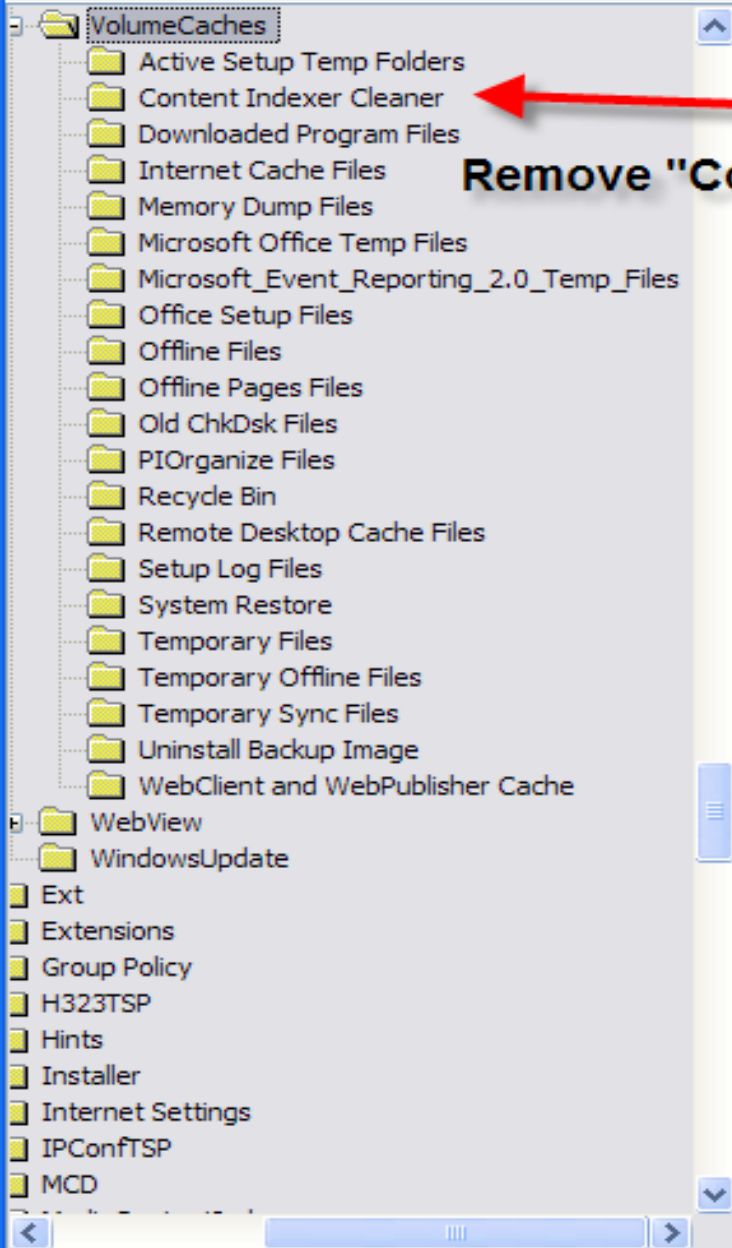 VolumeCaches
Active Setup Temp Folders
Content Indexer Cleaner
Downloaded Program Files
Internet Cache Files
Remove "Co
Memory Dump Files
Microsoft Office Temp Files
Microsoft_Event_Reporting_2.0_Temp_Files
Office Setup Files
Offline Files
Offline Pages Files
Old ChkDsk Files
PIOrganize Files
Recycle Bin
Remote Desktop Cache Files
Setup Log Files
System Restore
Temporary Files
Temporary Offline Files
Temporary Sync Files
Uninstall Backup Image
WebClient and WebPublisher Cache
WebView
WindowsUpdate
Ext
Extensions
Group Policy
H323TSP
Hints
Installer
Internet Settings
IPConfTSP
MCD